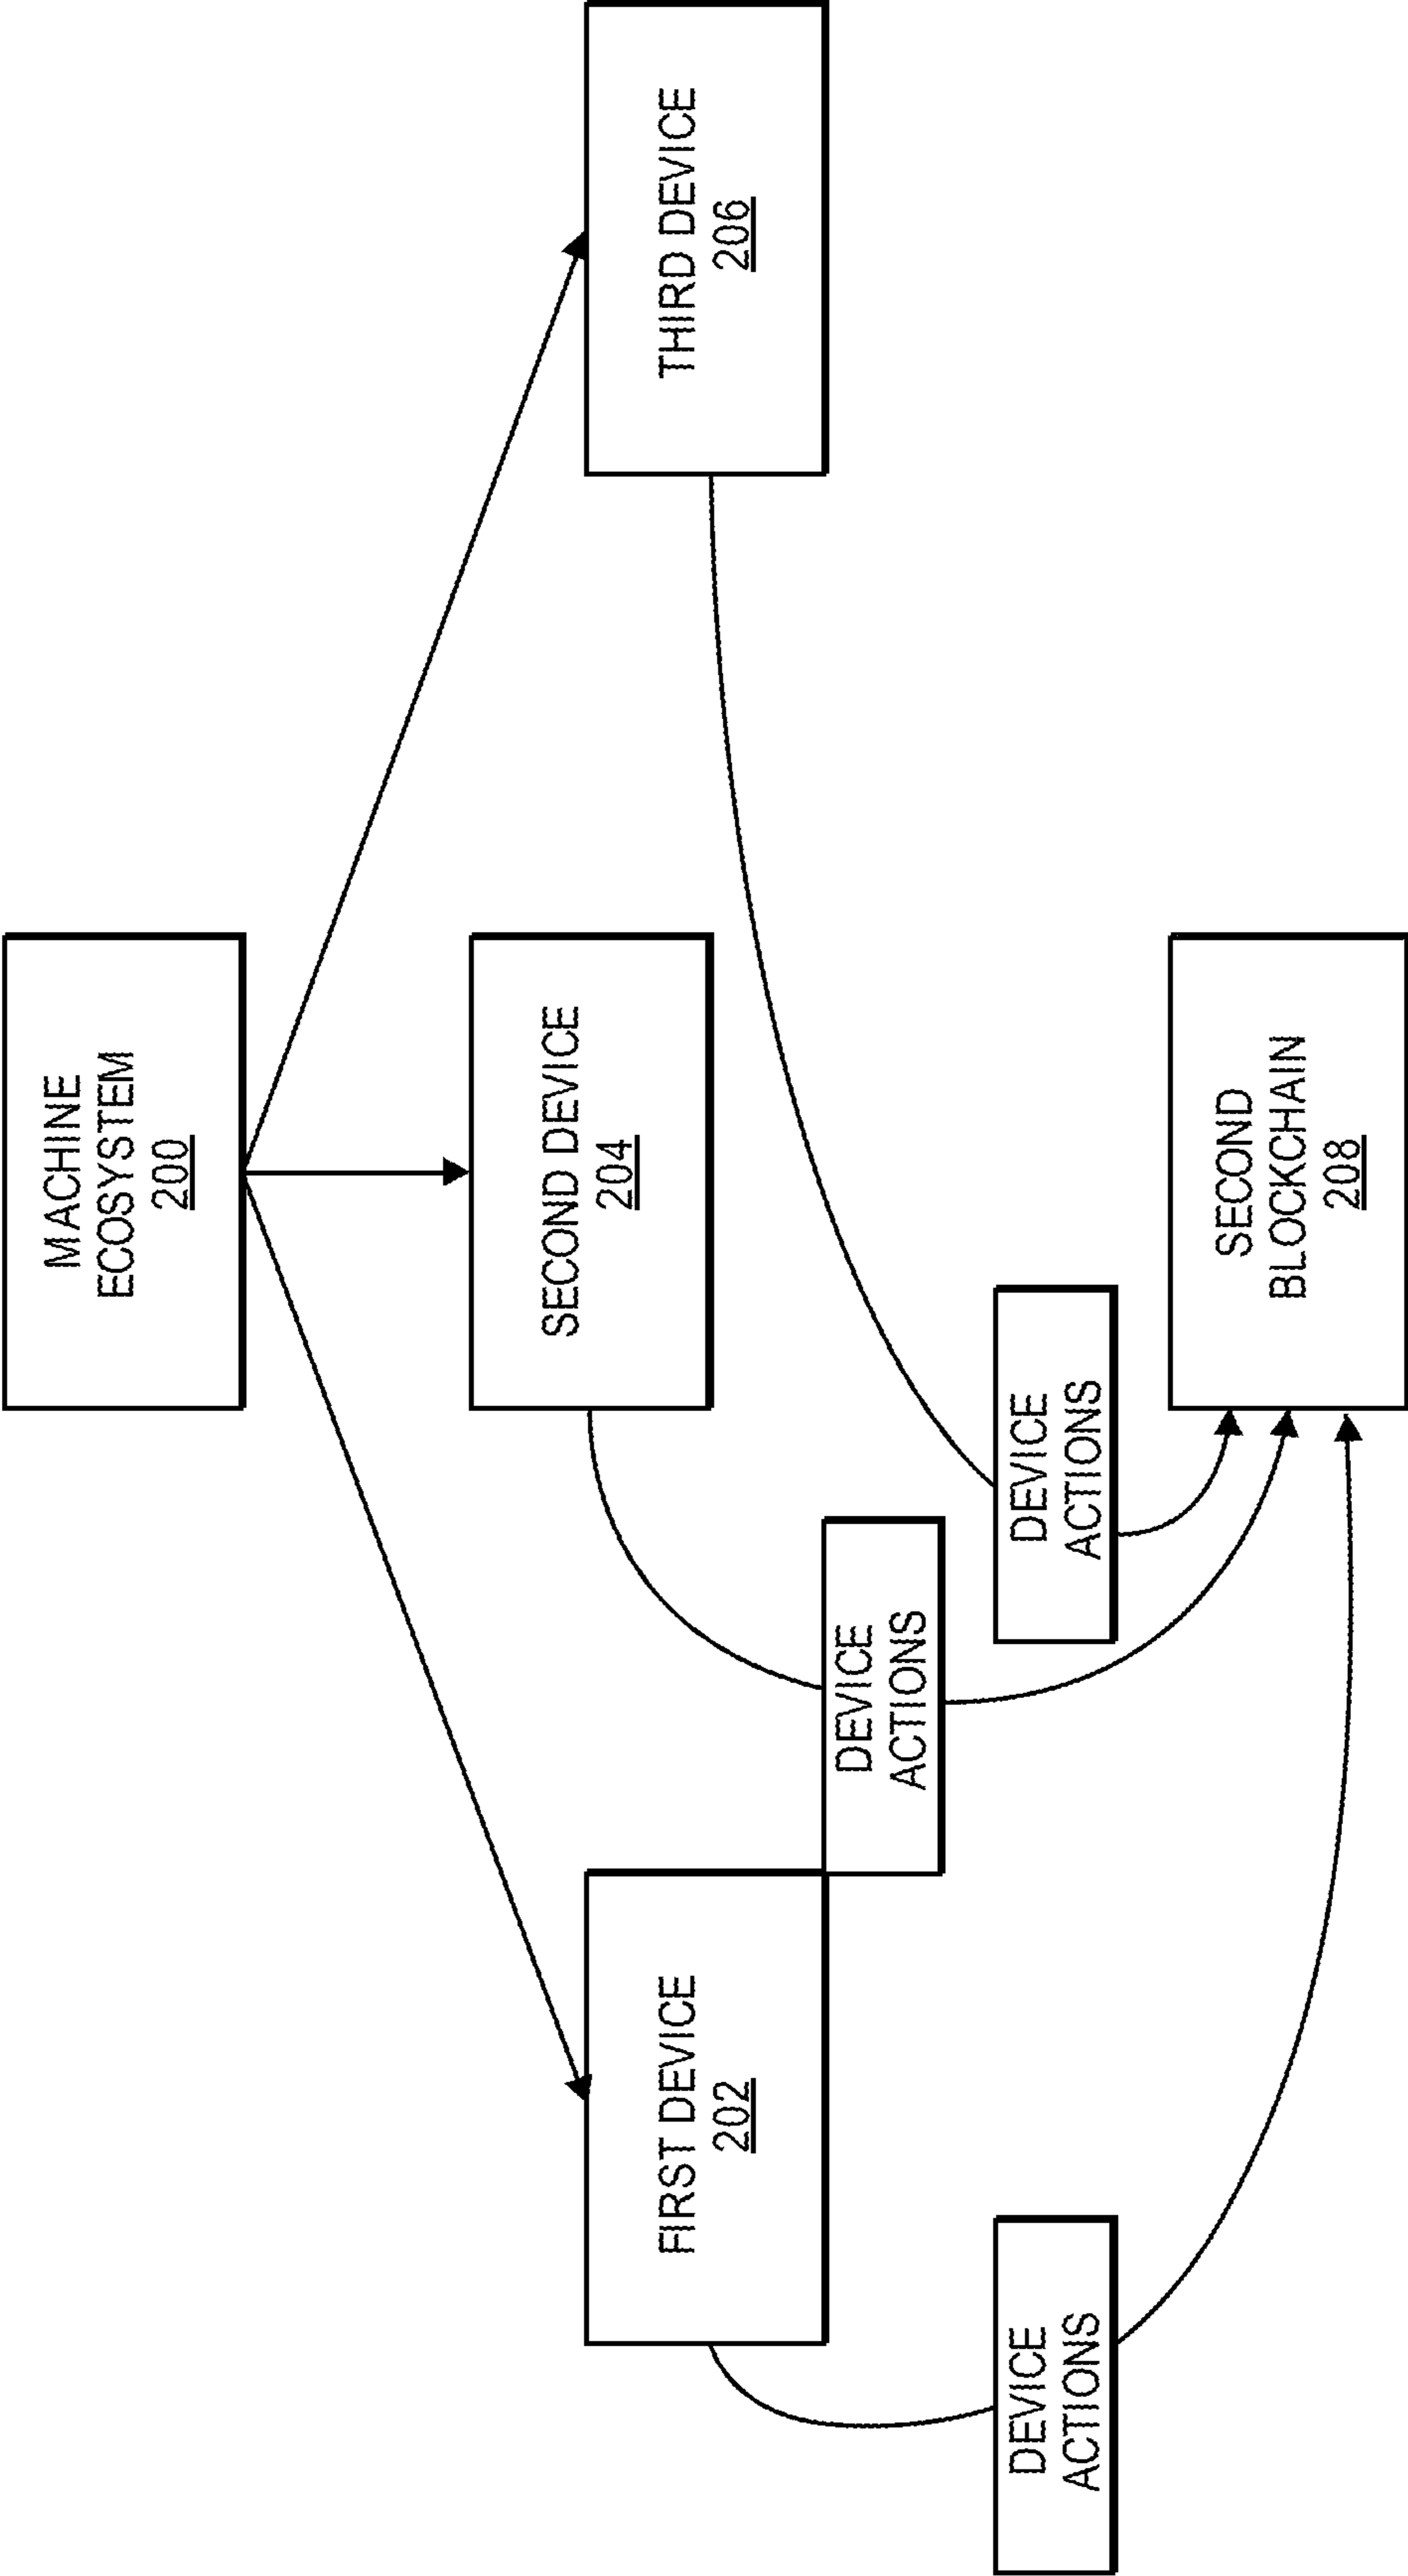 MACHINE
ECOSYSTEM
200
FIRST DEVICE
202
SECOND DEVICE
204
THIRD DEVICE
206
DEVICE
ACTIONS
DEVICE
ACTIONS
DEVICE
ACTIONS
SECOND
BLOCKCHAIN
208